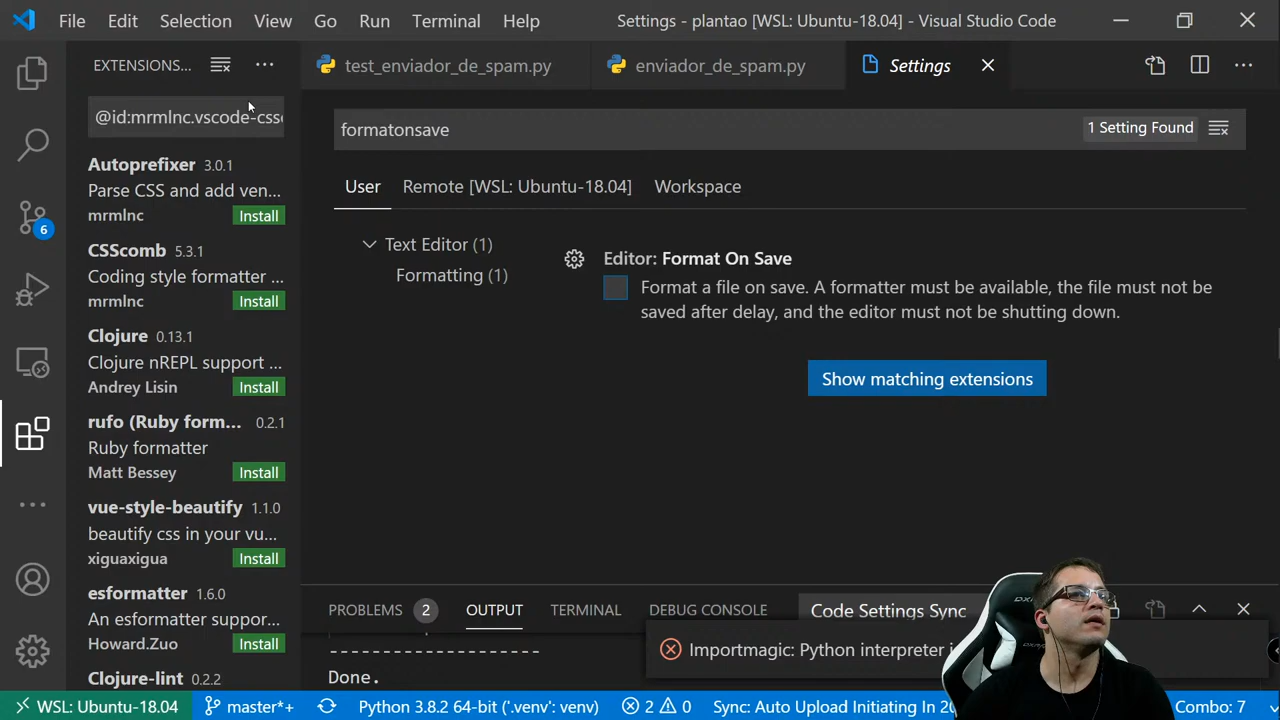 File Edit Selection View Go Run Terminal Help
Settings - plantao [WSL: Ubuntu-18.04] - Visual Studio Code
EXTENSIONS...
test_enviador_de_spam.py
enviador_de_spam.py
Settings
@id:mrmlnc.vscode-cssc
formatonsave
1 Setting Found
Autoprefixer 3.0.1
Parse CSS and add ven...
mrmlnc Install
User Remote [WSL: Ubuntu-18.04] Workspace
CSScomb 5.3.1
Coding style formatter ...
mrmlnc Install
Text Editor (1)
Formatting (1)
Editor: Format On Save
Format a file on save. A formatter must be available, the file must not be
saved after delay, and the editor must not be shutting down.
Show matching extensions
Clojure 0.13.1
Clojure nREPL support ...
Andrey Lisin Install
rufo (Ruby form... 0.2.1
Ruby formatter
Matt Bessey Install
vue-style-beautify 1.1.0
beautify css in your vu...
xiguaxigua Install
esformatter 1.6.0
An esformatter suppor...
Howard.Zuo Install
Clojure-lint 0.2.2
6
PROBLEMS 2 OUTPUT TERMINAL DEBUG CONSOLE Code Settings Sync
--------------------
Done.
Importmagic: Python interpreter i
WSL: Ubuntu-18.04 master*+ Python 3.8.2 64-bit ('.venv': venv) 2 0 Sync: Auto Upload Initiating In 20 Combo: 7